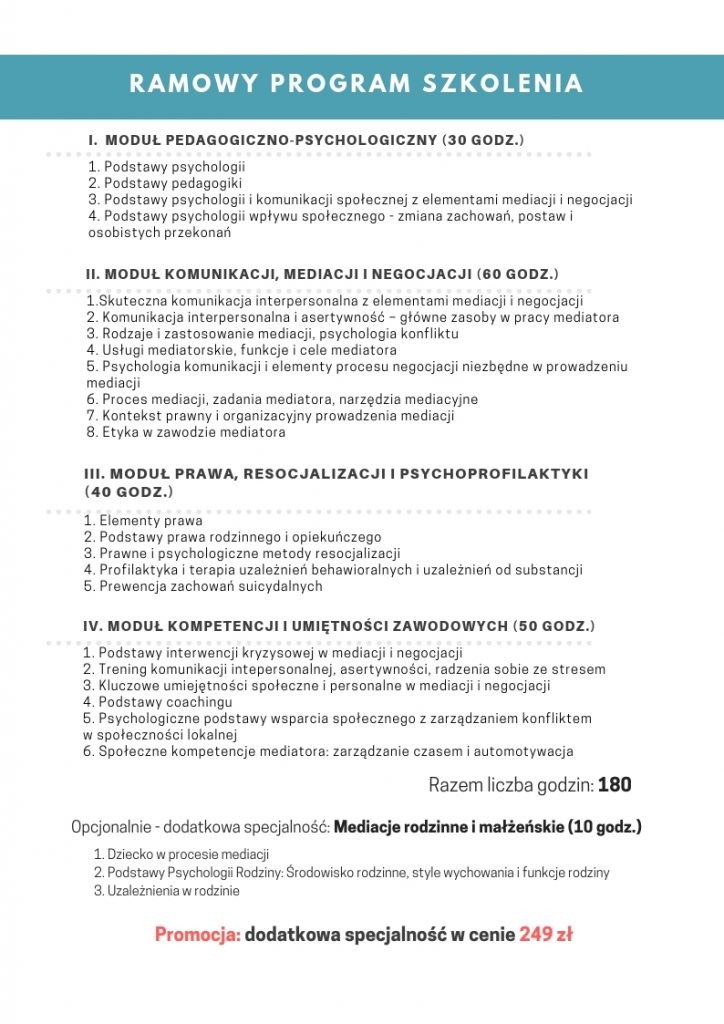 RAMOWY PROGRAM SZKOLENIA
I. MODUŁ PEDAGOGICZNO-PSYCHOLOGICZNY (30 GODZ.)
1. Podstawy psychologii
2. Podstawy pedagogiki
3. Podstawy psychologii i komunikacji społecznej z elementami mediacji i negocjacji
4. Podstawy psychologii wpływu społecznego - zmiana zachowań, postaw i
osobistych przekonań
II. MODUŁ KOMUNIKACJI, MEDIACJI I NEGOCJACJI (60 GODZ.)
1.Skuteczna komunikacja interpersonalna z elementami mediacji i negocjacji
2. Komunikacja interpersonalna i asertywność – główne zasoby w pracy mediatora
3. Rodzaje i zastosowanie mediacji, psychologia konfliktu
4. Usługi mediatorskie, funkcje i cele mediatora
5. Psychologia komunikacji i elementy procesu negocjacji niezbędne w prowadzeniu
mediacji
6. Proces mediacji, zadania mediatora, narzędzia mediacyjne
7. Kontekst prawny i organizacyjny prowadzenia mediacji
8. Etyka w zawodzie mediatora
III. MODUŁ PRAWA, RESOCJALIZACJI I PSYCHOPROFILAKTYKI
(40 GODZ.)
1. Elementy prawa
2. Podstawy prawa rodzinnego i opiekuńczego
3. Prawne i psychologiczne metody resocjalizacji
4. Profilaktyka i terapia uzależnień behawioralnych i uzależnień od substancji
5. Prewencja zachowań suicydalnych
IV. MODUŁ KOMPETENCJI I UMIĘTNOŚCI ZAWODOWYCH (50 GODZ.)
1. Podstawy interwencji kryzysowej w mediacji i negocjacji
2. Trening komunikacji intepersonalnej, asertywności, radzenia sobie ze stresem
3. Kluczowe umiejętności społeczne i personalne w mediacji i negocjacji
4. Podstawy coachingu
5. Psychologiczne podstawy wsparcia społecznego z zarządzaniem konfliktem
w społeczności lokalnej
6. Społeczne kompetencje mediatora: zarządzanie czasem i automotywacja
Razem liczba godzin: 180
Opcjonalnie - dodatkowa specjalność: Mediacje rodzinne i małżeńskie (10 godz.)
1. Dziecko w procesie mediacji
2. Podstawy Psychologii Rodziny: Środowisko rodzinne, style wychowania i funkcje rodziny
3. Uzależnienia w rodzinie
Promocja: dodatkowa specjalność w cenie 249 zł